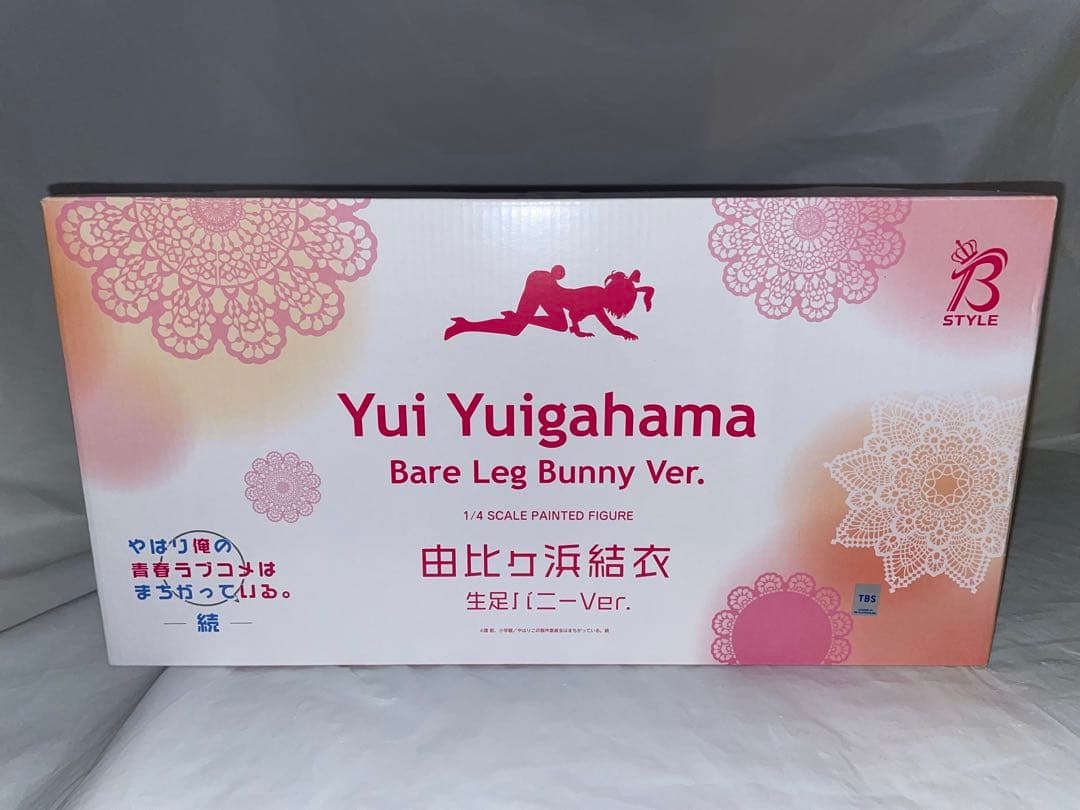 B
STYLE
Yui Yuigahama
Bare Leg Bunny Ver.
1/4 SCALE PAINTED FIGURE
由比ヶ浜結衣
生足バニーVer.
やはり俺の
青春ラブコメは
まちがっている。
続
TBS